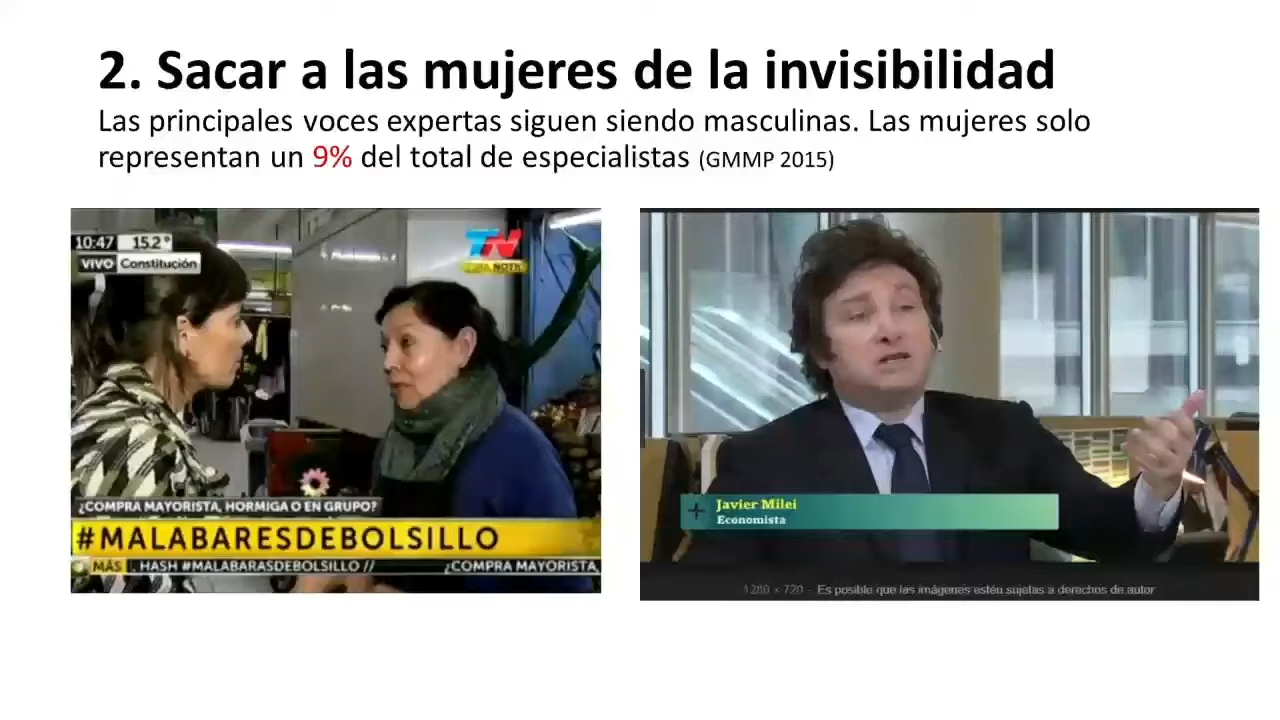 2. Sacar a las mujeres de la invisibilidad
Las principales voces expertas siguen siendo masculinas. Las mujeres solo
representan un 9% del total de especialistas (GMMP 2015)
10:47 15.2°
VIVO Constitución
TN
¿COMPRA MAYORISTA, HORMIGA O EN GRUPO?
#MALABARESDEBOLSILLO
MÁS . HASH #MALABARASDEBOLSILLO // ¿COMPRA MAYORISTA,
Javier Milei
Economista
1280 × 720 - Es posible que las imágenes estén sujetas a derechos de autor